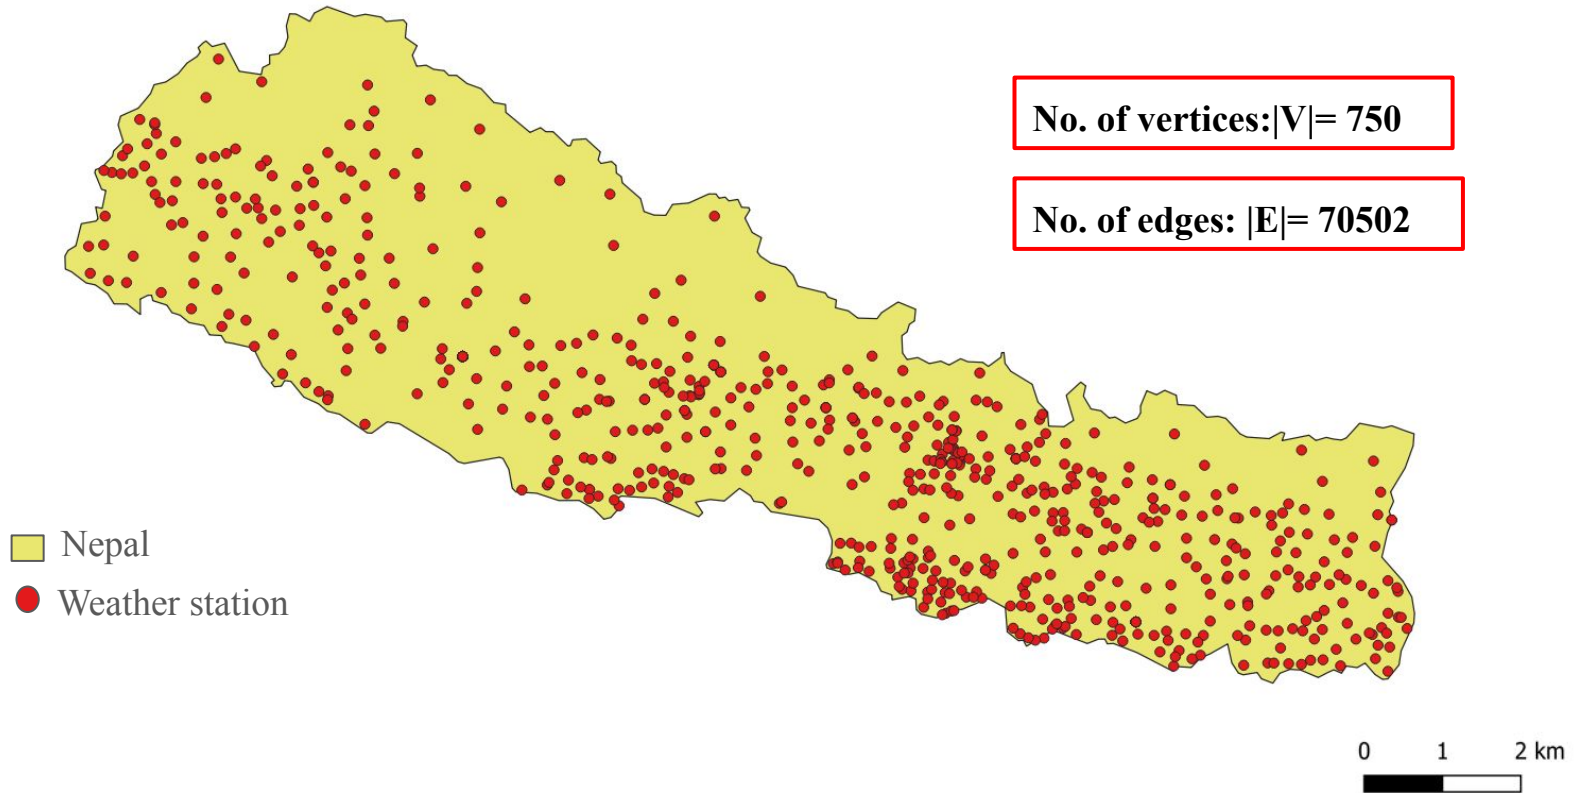 No. of vertices:|V|= 750
No. of edges: |E|= 70502
Nepal
Weather station
0 1 2 km